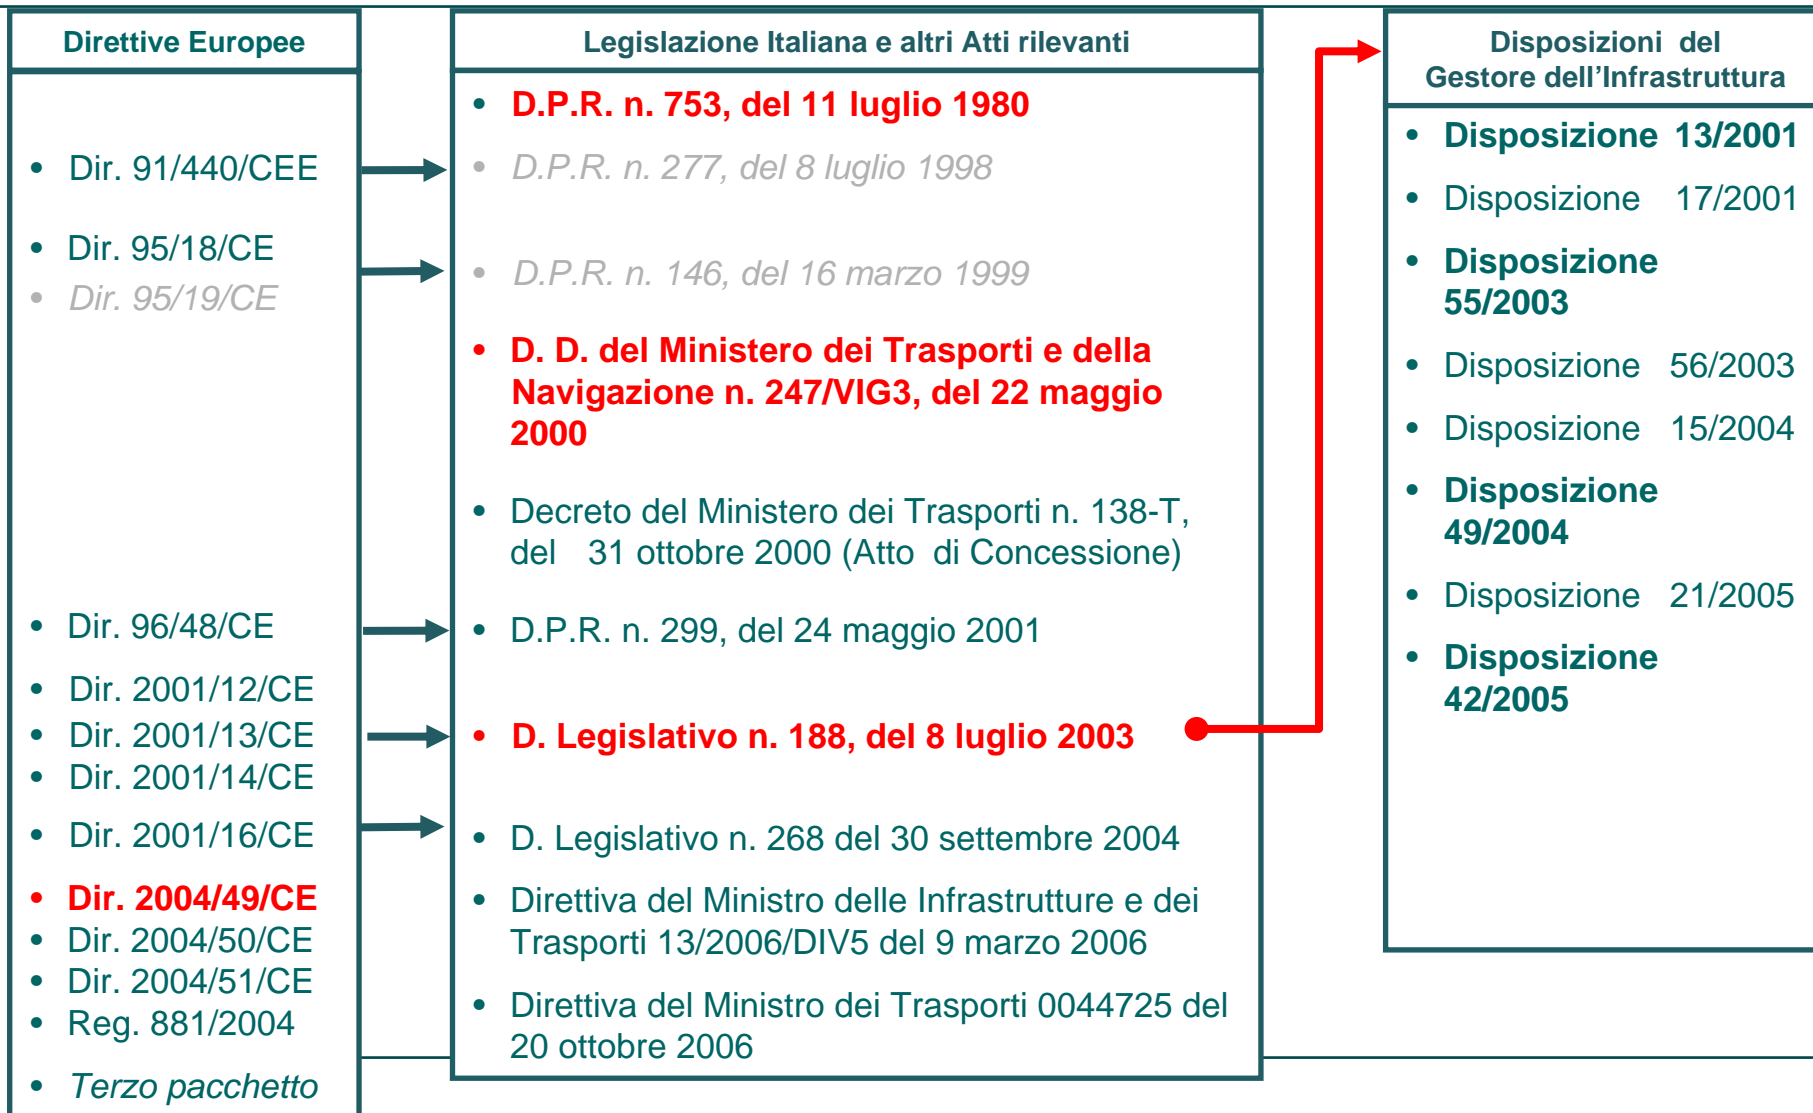 Direttive Europee
• Dir. 91/440/CEE
• Dir. 95/18/CE
• Dir. 95/19/CE
• Dir. 96/48/CE
• Dir. 2001/12/CE
• Dir. 2001/13/CE
• Dir. 2001/14/CE
• Dir. 2001/16/CE
• Dir. 2004/49/CE
• Dir. 2004/50/CE
• Dir. 2004/51/CE
• Reg. 881/2004
• Terzo pacchetto
Legislazione Italiana e altri Atti rilevanti
• D.P.R. n. 753, del 11 luglio 1980
• D.P.R. n. 277, del 8 luglio 1998
• D.P.R. n. 146, del 16 marzo 1999
• D. D. del Ministero dei Trasporti e della
Navigazione n. 247/VIG3, del 22 maggio
2000
• Decreto del Ministero dei Trasporti n. 138-T,
del 31 ottobre 2000 (Atto di Concessione)
• D.P.R. n. 299, del 24 maggio 2001
• D. Legislativo n. 188, del 8 luglio 2003
• D. Legislativo n. 268 del 30 settembre 2004
• Direttiva del Ministro delle Infrastrutture e dei
Trasporti 13/2006/DIV5 del 9 marzo 2006
• Direttiva del Ministro dei Trasporti 0044725 del
20 ottobre 2006
Disposizioni del
Gestore dell'Infrastruttura
• Disposizione 13/2001
• Disposizione 17/2001
• Disposizione
55/2003
• Disposizione 56/2003
• Disposizione 15/2004
• Disposizione
49/2004
• Disposizione 21/2005
• Disposizione
42/2005